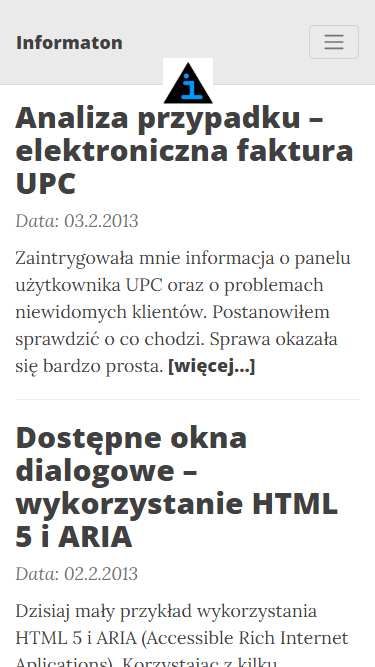 Informaton
Analiza przypadku –
elektroniczna faktura
UPC
Data: 03.2.2013
Zaintrygowała mnie informacja o panelu
użytkownika UPC oraz o problemach
niewidomych klientów. Postanowiłem
sprawdzić o co chodzi. Sprawa okazała
się bardzo prosta. [więcej...]
Dostępne okna
dialogowe –
wykorzystanie HTML
5 i ARIA
Data: 02.2.2013
Dzisiaj mały przykład wykorzystania
HTML 5 i ARIA (Accessible Rich Internet
Aplications). Korzystając z kilku